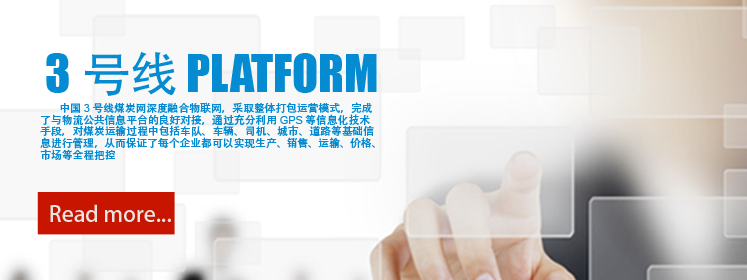 3 号线 PLATFORM
中国 3 号线煤炭网深度融合物联网，采取整体打包运营模式，完成
了与物流公共信息平台的良好对接，通过充分利用 GPS 等信息化技术
手段，对煤炭运输过程中包括车队、车辆、司机、城市、道路等基础信
息进行管理，从而保证了每个企业都可以实现生产、销售、运输、价格、
市场等全程把控
Read more...